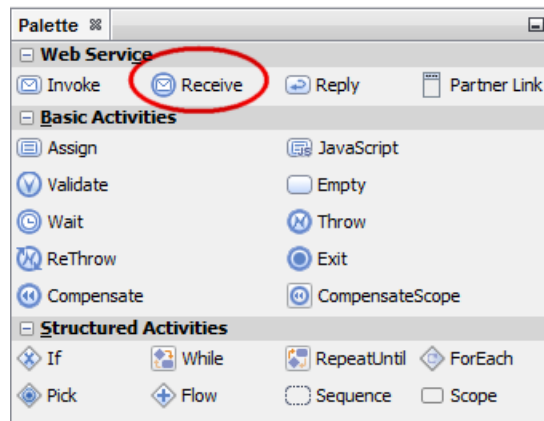 Palette
Web Service
Invoke Receive Reply Partner Link
Basic Activities
Assign JavaScript
Validate Empty
Wait Throw
ReThrow Exit
Compensate CompensateScope
Structured Activities
If While RepeatUntil ForEach
Pick Flow Sequence Scope